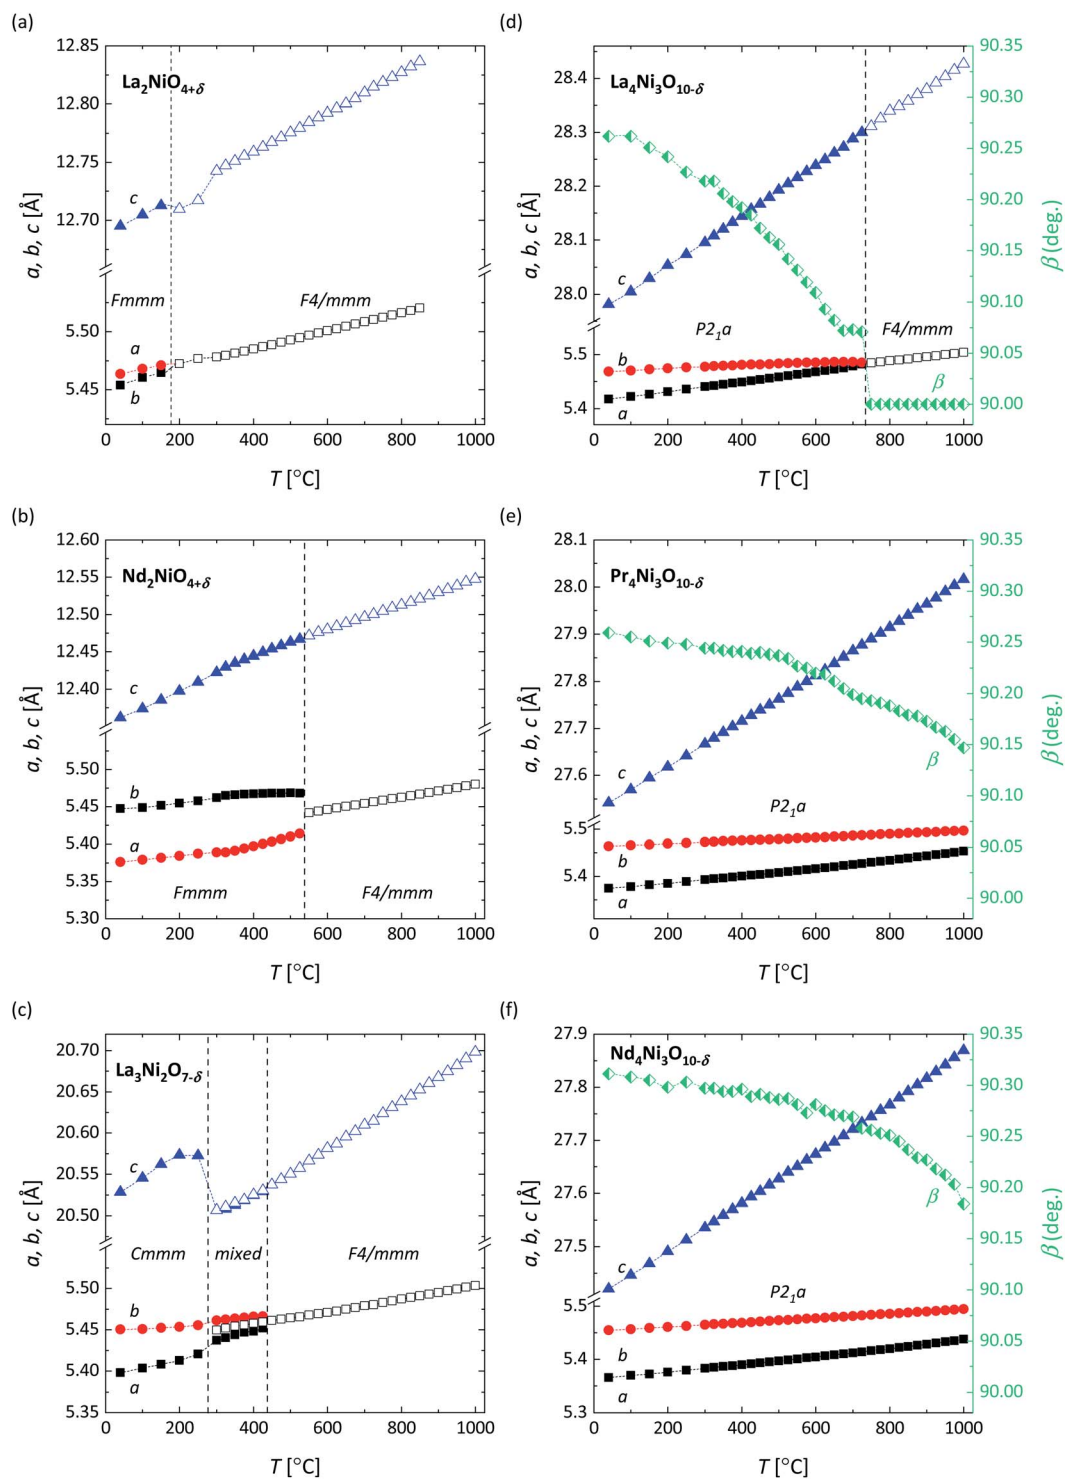 (a)
12.85
12.80
12.75
12.70
5.50
5.45
a, b, c [Å]
La₂NiO₄₊δ
c
Fmmm
F4/mmm
a
b
0 200 400 600 800 1000
T [°C]
(b)
12.60
12.55
12.50
12.45
12.40
5.50
5.45
5.40
5.35
5.30
a, b, c [Å]
Nd₂NiO₄₊δ
c
b
a
Fmmm
F4/mmm
0 200 400 600 800 1000
T [°C]
(c)
20.70
20.65
20.60
20.55
20.50
5.50
5.45
5.40
5.35
a, b, c [Å]
La₃Ni₂O₇₋δ
c
Cmmm
mixed
F4/mmm
b
a
0 200 400 600 800 1000
T [°C]
(d)
28.4
28.3
28.2
28.1
28.0
5.5
5.4
a, b, c [Å]
La₄Ni₃O₁₀₋δ
c
P2₁a
F4/mmm
b
a
β
90.35
90.30
90.25
90.20
90.15
90.10
90.05
90.00
β (deg.)
0 200 400 600 800 1000
T [°C]
(e)
28.1
28.0
27.9
27.8
27.7
27.6
5.5
5.4
a, b, c [Å]
Pr₄Ni₃O₁₀₋δ
c
β
P2₁a
b
a
90.35
90.30
90.25
90.20
90.15
90.10
90.05
90.00
β (deg.)
0 200 400 600 800 1000
T [°C]
(f)
27.9
27.8
27.7
27.6
27.5
5.5
5.4
5.3
a, b, c [Å]
Nd₄Ni₃O₁₀₋δ
β
c
P2₁a
b
a
90.35
90.30
90.25
90.20
90.15
90.10
90.05
90.00
β (deg.)
0 200 400 600 800 1000
T [°C]